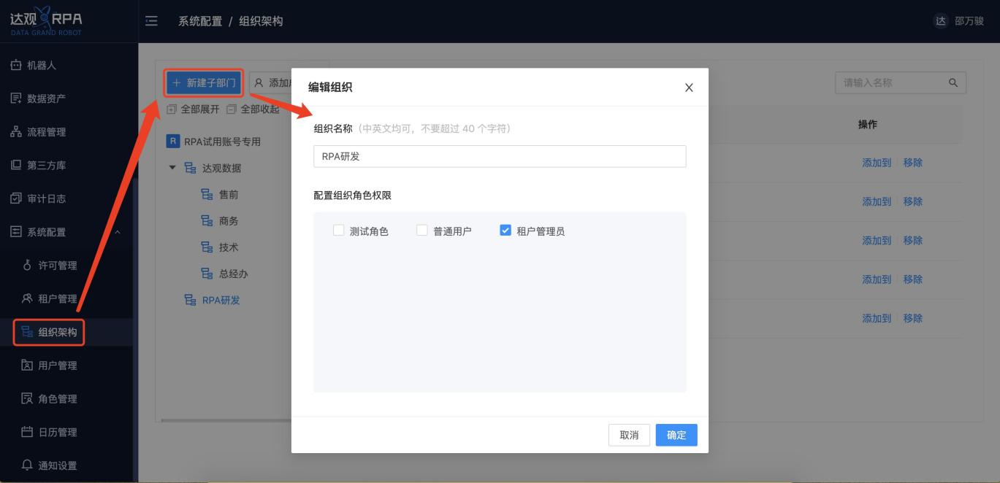 达观RPA
DATA GRAND ROBOT
系统配置 / 组织架构
达 邵万骏
机器人
数据资产
流程管理
第三方库
审计日志
系统配置
许可管理
租户管理
组织架构
用户管理
角色管理
日历管理
通知设置
新建子部门
添加
全部展开 全部收起
R RPA试用账号专用
达观数据
售前
商务
技术
总经办
RPA研发
请输入名称
操作
添加到 移除
添加到 移除
添加到 移除
添加到 移除
添加到 移除
编辑组织
组织名称（中英文均可，不要超过 40 个字符）
RPA研发
配置组织角色权限
测试角色 普通用户 租户管理员
取消 确定